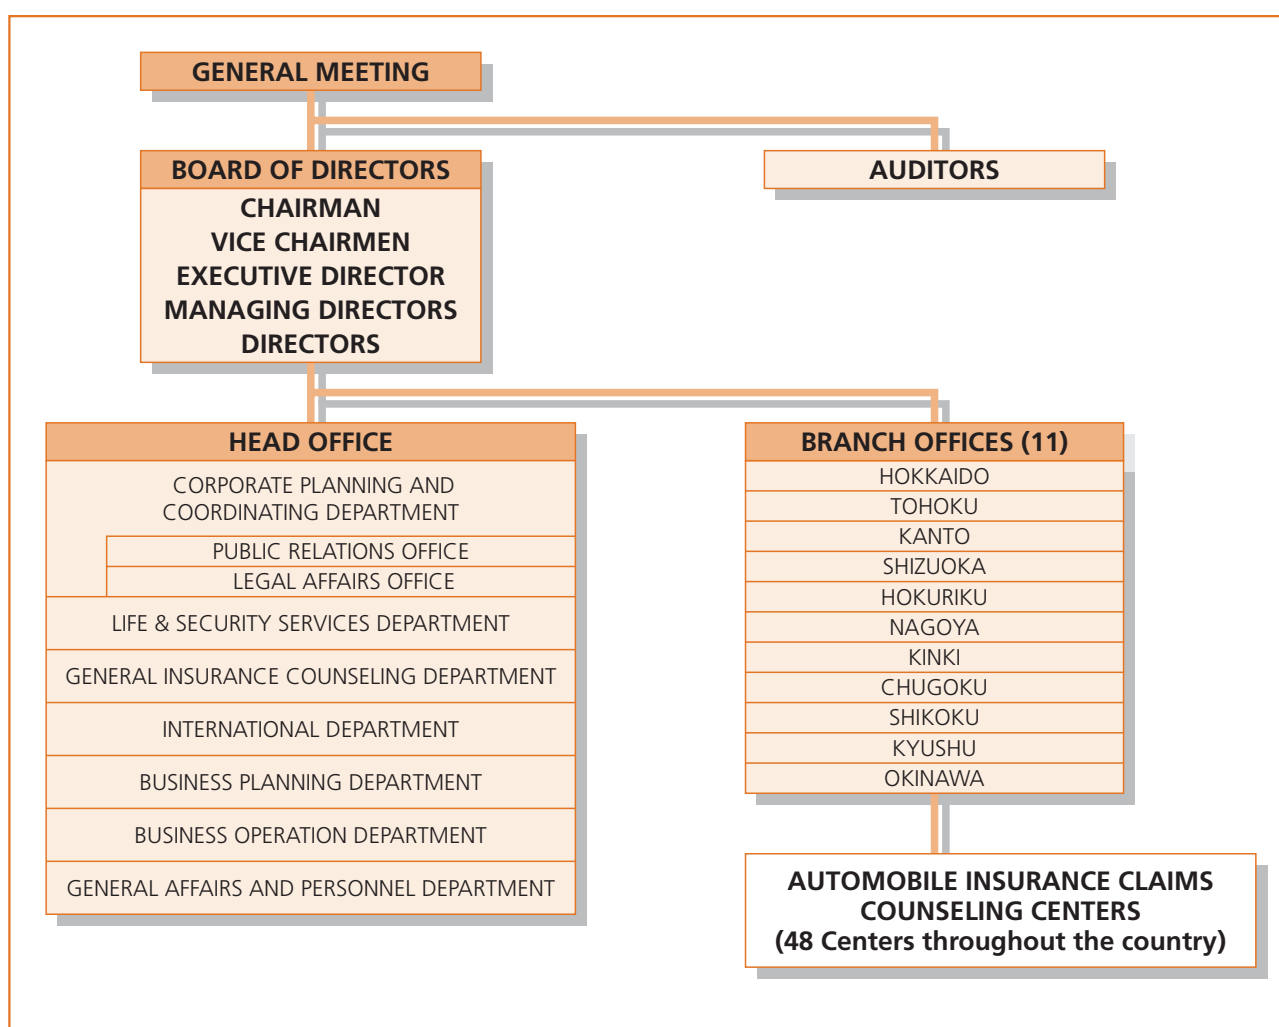 GENERAL MEETING
BOARD OF DIRECTORS
CHAIRMAN
VICE CHAIRMEN
EXECUTIVE DIRECTOR
MANAGING DIRECTORS
DIRECTORS
AUDITORS
HEAD OFFICE
CORPORATE PLANNING AND
COORDINATING DEPARTMENT
PUBLIC RELATIONS OFFICE
LEGAL AFFAIRS OFFICE
LIFE & SECURITY SERVICES DEPARTMENT
GENERAL INSURANCE COUNSELING DEPARTMENT
INTERNATIONAL DEPARTMENT
BUSINESS PLANNING DEPARTMENT
BUSINESS OPERATION DEPARTMENT
GENERAL AFFAIRS AND PERSONNEL DEPARTMENT
BRANCH OFFICES (11)
HOKKAIDO
TOHOKU
KANTO
SHIZUOKA
HOKURIKU
NAGOYA
KINKI
CHUGOKU
SHIKOKU
KYUSHU
OKINAWA
AUTOMOBILE INSURANCE CLAIMS
COUNSELING CENTERS
(48 Centers throughout the country)